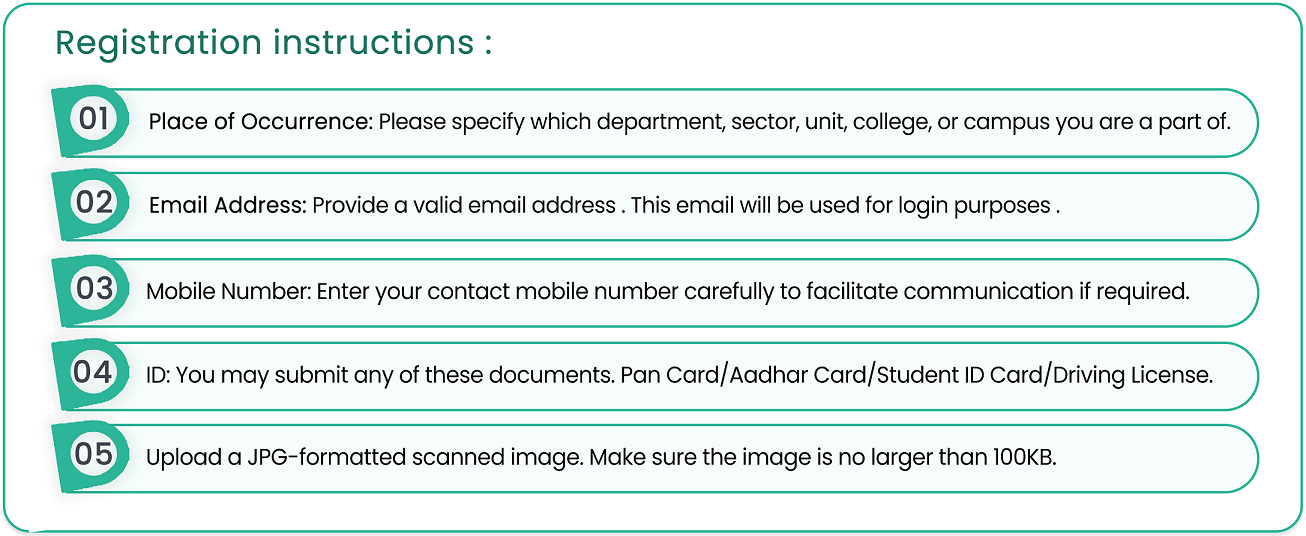 Registration instructions :
01 Place of Occurrence: Please specify which department, sector, unit, college, or campus you are a part of.
02 Email Address: Provide a valid email address . This email will be used for login purposes .
03 Mobile Number: Enter your contact mobile number carefully to facilitate communication if required.
04 ID: You may submit any of these documents. Pan Card/Aadhar Card/Student ID Card/Driving License.
05 Upload a JPG-formatted scanned image. Make sure the image is no larger than 100KB.